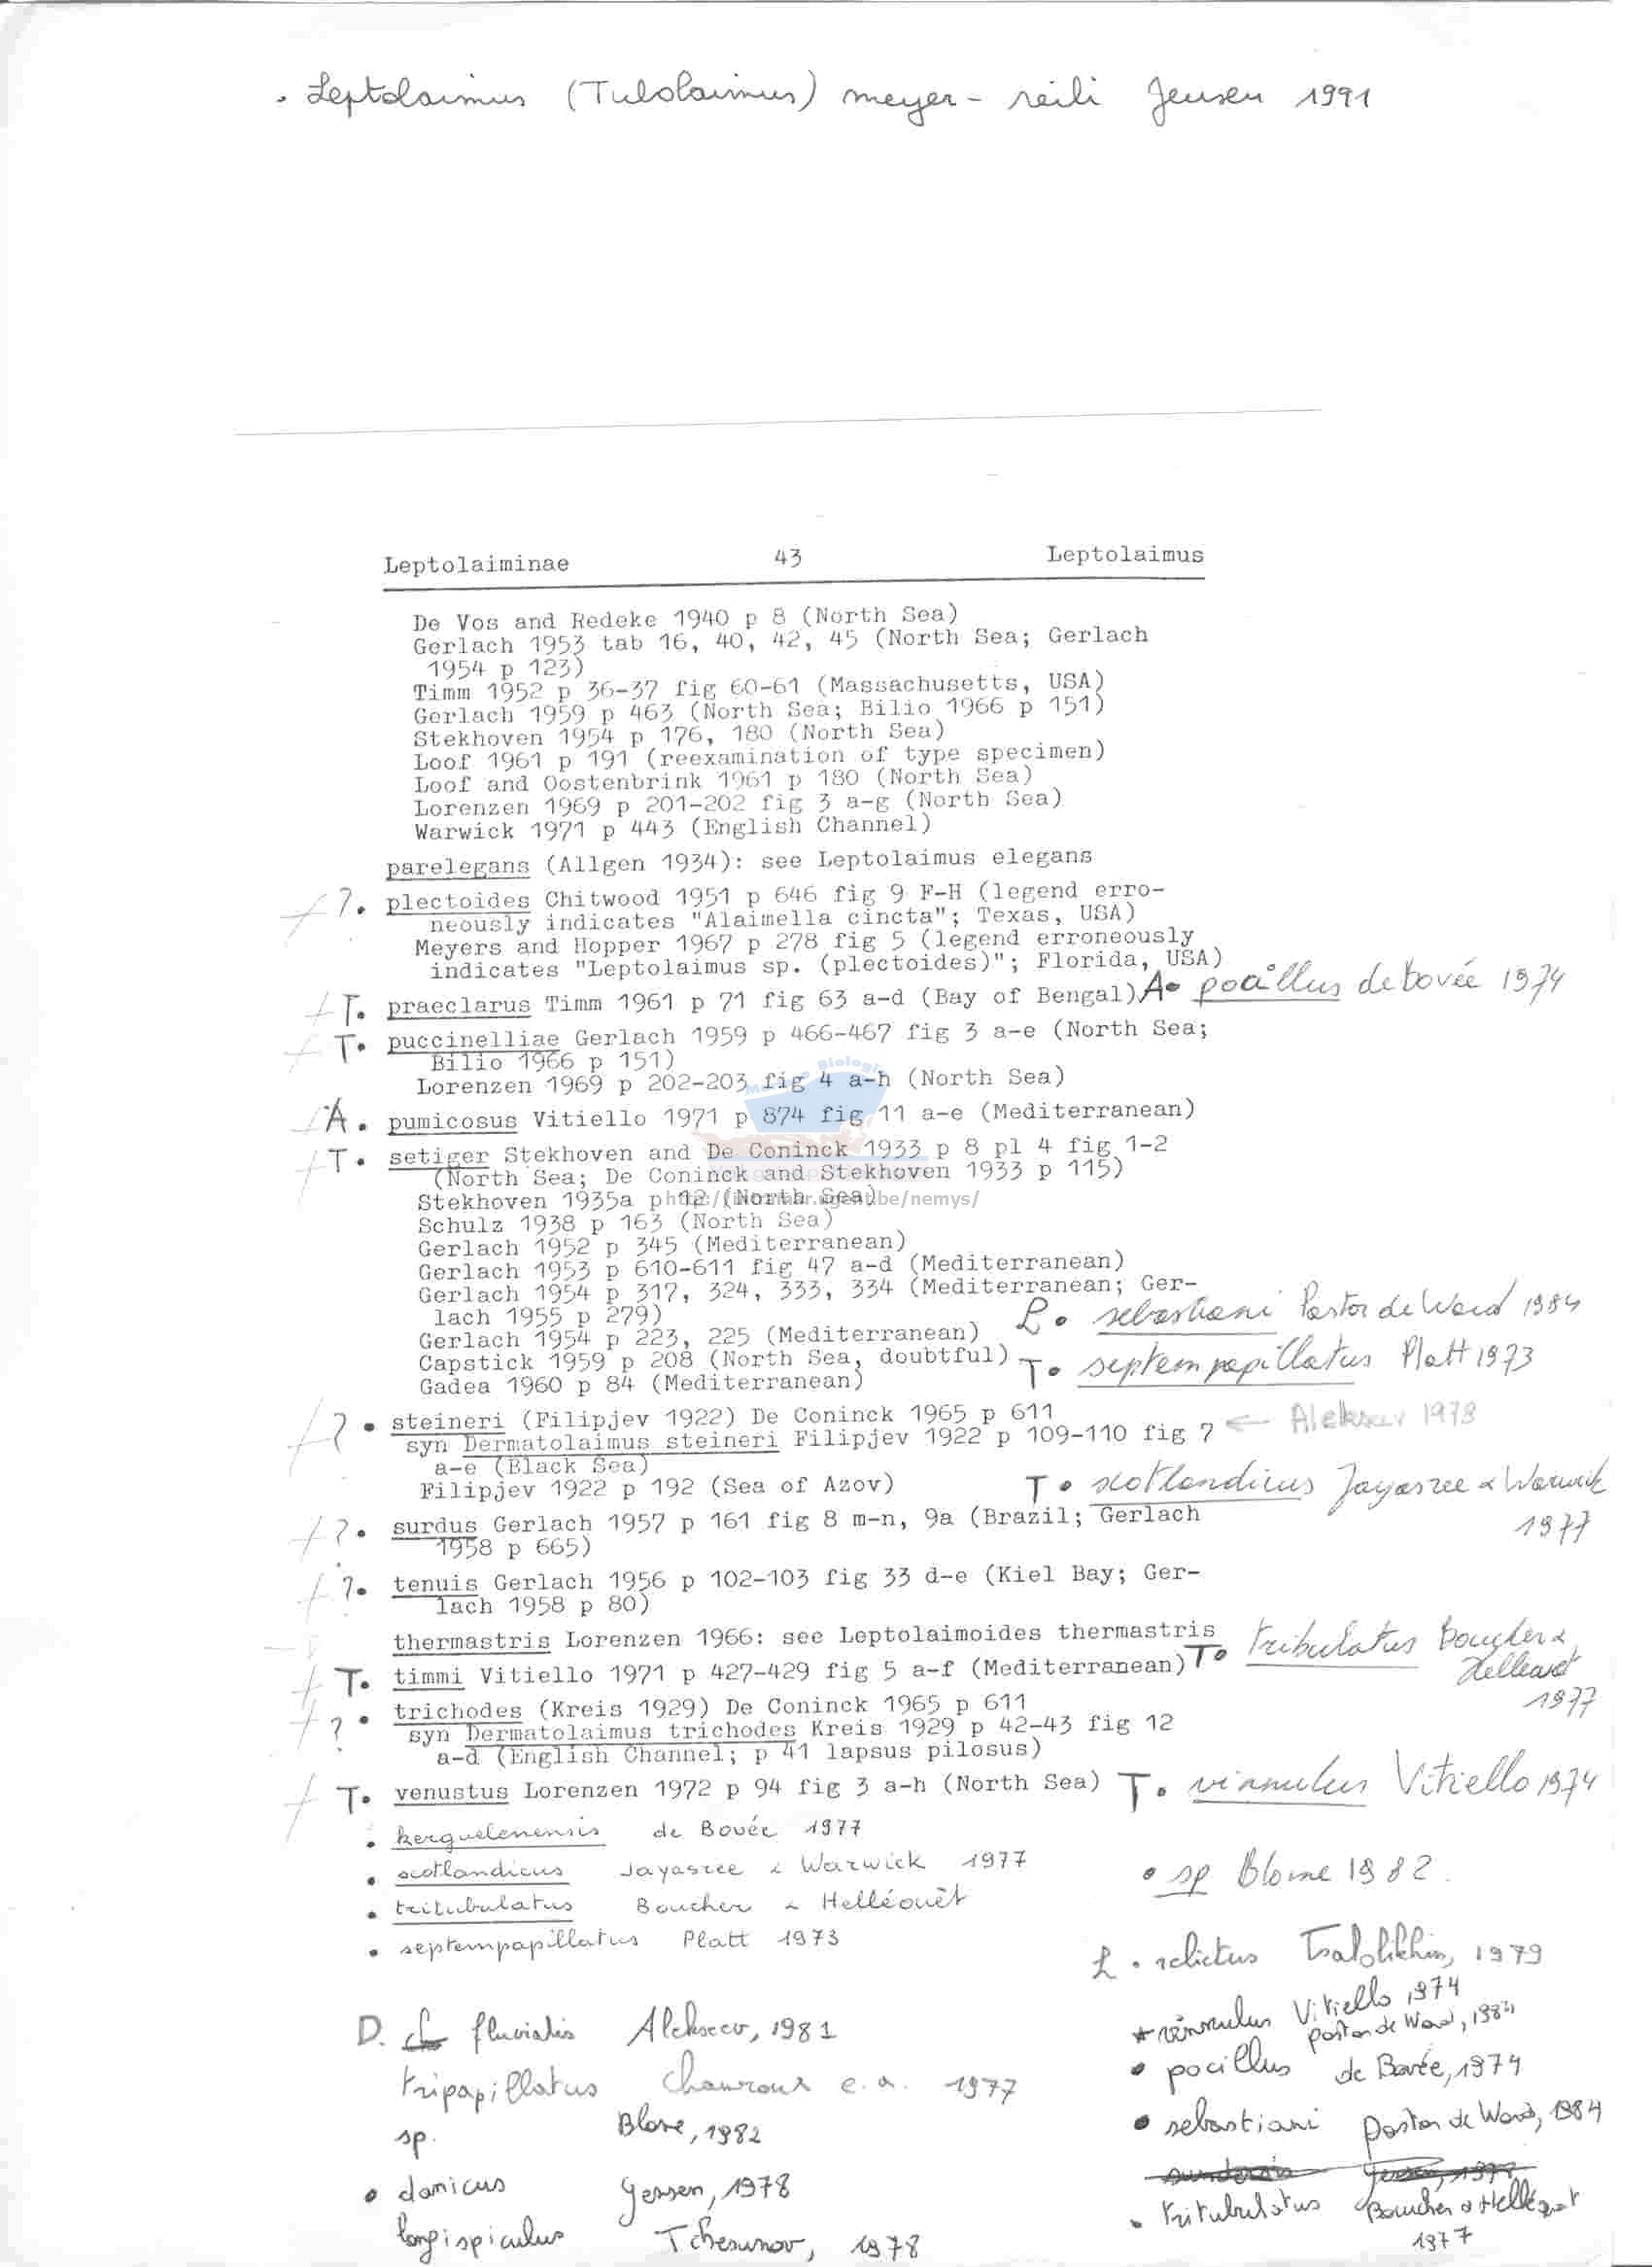 . Leptolaimus (Tubolaimus) meyer-reili Jensen 1991
Leptolaiminae 43 Leptolaimus
De Vos and Redeke 1940 p 8 (North Sea)
Gerlach 1953 tab 16, 40, 42, 45 (North Sea; Gerlach
1954 p 123)
Timm 1952 p 36-37 fig 60-61 (Massachusetts, USA)
Gerlach 1959 p 463 (North Sea; Bilio 1966 p 151)
Stekhoven 1954 p 176, 180 (North Sea)
Loof 1961 p 191 (reexamination of type specimen)
Loof and Oostenbrink 1961 p 180 (North Sea)
Lorenzen 1969 p 201-202 fig 3 a-g (North Sea)
Warwick 1971 p 443 (English Channel)
parelegans (Allgen 1934): see Leptolaimus elegans
?. plectoides Chitwood 1951 p 646 fig 9 F-H (legend erro-
neously indicates "Alaimella cincta"; Texas, USA)
Meyers and Hopper 1967 p 278 fig 5 (legend erroneously
indicates "Leptolaimus sp. (plectoides)"; Florida, USA)
T. praeclarus Timm 1961 p 71 fig 63 a-d (Bay of Bengal) A• pocillus de Bovée 1974
T• puccinelliae Gerlach 1959 p 466-467 fig 3 a-e (North Sea;
Bilio 1966 p 151)
Lorenzen 1969 p 202-203 fig 4 a-h (North Sea)
A. pumicosus Vitiello 1971 p 874 fig 11 a-e (Mediterranean)
T. setiger Stekhoven and De Coninck 1933 p 8 pl 4 fig 1-2
(North Sea; De Coninck and Stekhoven 1933 p 115)
Stekhoven 1935a p 12 (North Sea)
Schulz 1938 p 163 (North Sea)
Gerlach 1952 p 345 (Mediterranean)
Gerlach 1953 p 610-611 fig 47 a-d (Mediterranean)
Gerlach 1954 p 317, 324, 333, 334 (Mediterranean; Ger-
lach 1955 p 279)
L. sebastiani Pastor de Ward 1984
Gerlach 1954 p 223, 225 (Mediterranean)
Capstick 1959 p 208 (North Sea, doubtful) T. septempapillatus Platt 1973
Gadea 1960 p 84 (Mediterranean)
? • steineri (Filipjev 1922) De Coninck 1965 p 611
syn Dermatolaimus steineri Filipjev 1922 p 109-110 fig 7 ← Alekseev 1978
a-e (Black Sea)
Filipjev 1922 p 192 (Sea of Azov) T • scotlandicus Jayasree & Warwick
1977
?. surdus Gerlach 1957 p 161 fig 8 m-n, 9a (Brazil; Gerlach
1958 p 665)
?• tenuis Gerlach 1956 p 102-103 fig 33 d-e (Kiel Bay; Ger-
lach 1958 p 80)
thermastris Lorenzen 1966: see Leptolaimoides thermastris
T• tribulatus Boucher &
Helleouet
1977
T. timmi Vitiello 1971 p 427-429 fig 5 a-f (Mediterranean)
? • trichodes (Kreis 1929) De Coninck 1965 p 611
syn Dermatolaimus trichodes Kreis 1929 p 42-43 fig 12
a-d (English Channel; p 41 lapsus pilosus)
T• venustus Lorenzen 1972 p 94 fig 3 a-h (North Sea) T. vinnulus Vitiello 1974
• kerguelenensis de Bovée 1977
• scotlandicus Jayasree & Warwick 1977
• tritubulatus Boucher & Helléouët
• septempapillatus Platt 1973
• sp Blome 1982.
L . relictus Tsalolikhin, 1979
* vinnulus Vitiello 1974
Pastor de Ward, 1984
• pocillus de Bovée, 1974
• sebastiani Pastor de Ward, 1984
• tritubulatus Boucher & Helléouet
1977
D. fluvialis Alekseev, 1981
tripapillatus e.a. 1977
sp. Blome, 1982
• danicus Jensen, 1978
longispiculus Tchesunov, 1978
http://intramar.ugent.be/nemys/